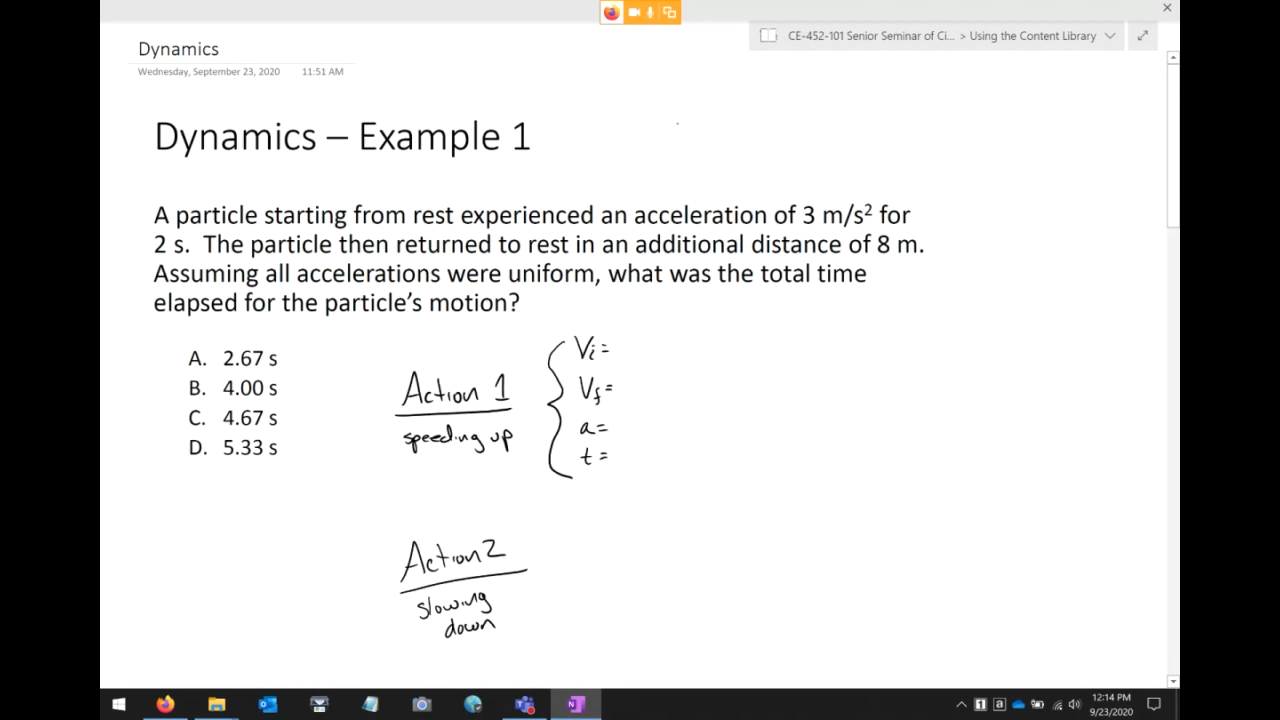 CE-452-101 Senior Seminar of Ci... > Using the Content Library
Dynamics
Wednesday, September 23, 2020 11:51 AM
Dynamics – Example 1
A particle starting from rest experienced an acceleration of 3 m/s² for
2 s. The particle then returned to rest in an additional distance of 8 m.
Assuming all accelerations were uniform, what was the total time
elapsed for the particle's motion?
A. 2.67 s
B. 4.00 s
C. 4.67 s
D. 5.33 s
Action 1
speeding up
Vi=
Vf=
a=
t=
Action 2
slowing
down
12:14 PM
9/23/2020